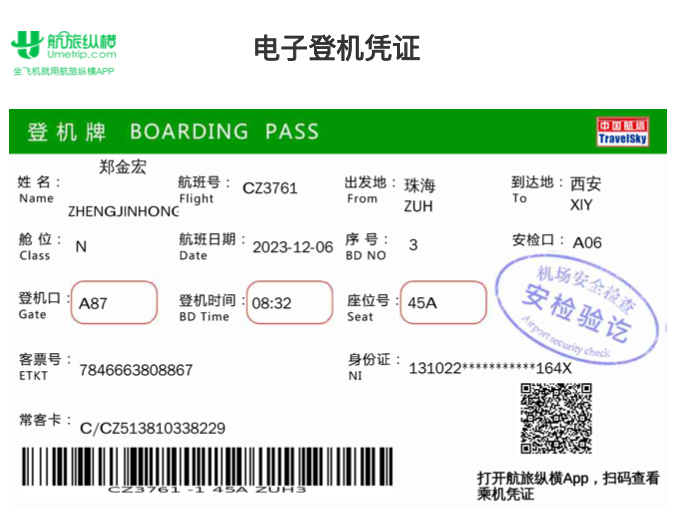 航旅纵横
Umetrip.com
坐飞机就用航旅纵横APP
电子登机凭证
登机牌 BOARDING PASS
中国航信
TravelSky
姓名： 郑金宏 航班号： CZ3761 出发地： 珠海 到达地： 西安
Name ZHENGJINHONG Flight From ZUH To XIY
舱位： N 航班日期： 2023-12-06 序号： 3 安检口： A06
Class Date BD NO
机场安全检查
安检验讫
Airport security check
登机口： A87 登机时间： 08:32 座位号： 45A
Gate BD Time Seat
客票号： 7846663808867 身份证： 131022***********164X
ETKT NI
常客卡： C/CZ513810338229
CZ3761 -1 45A ZUH3
打开航旅纵横App，扫码查看
乘机凭证